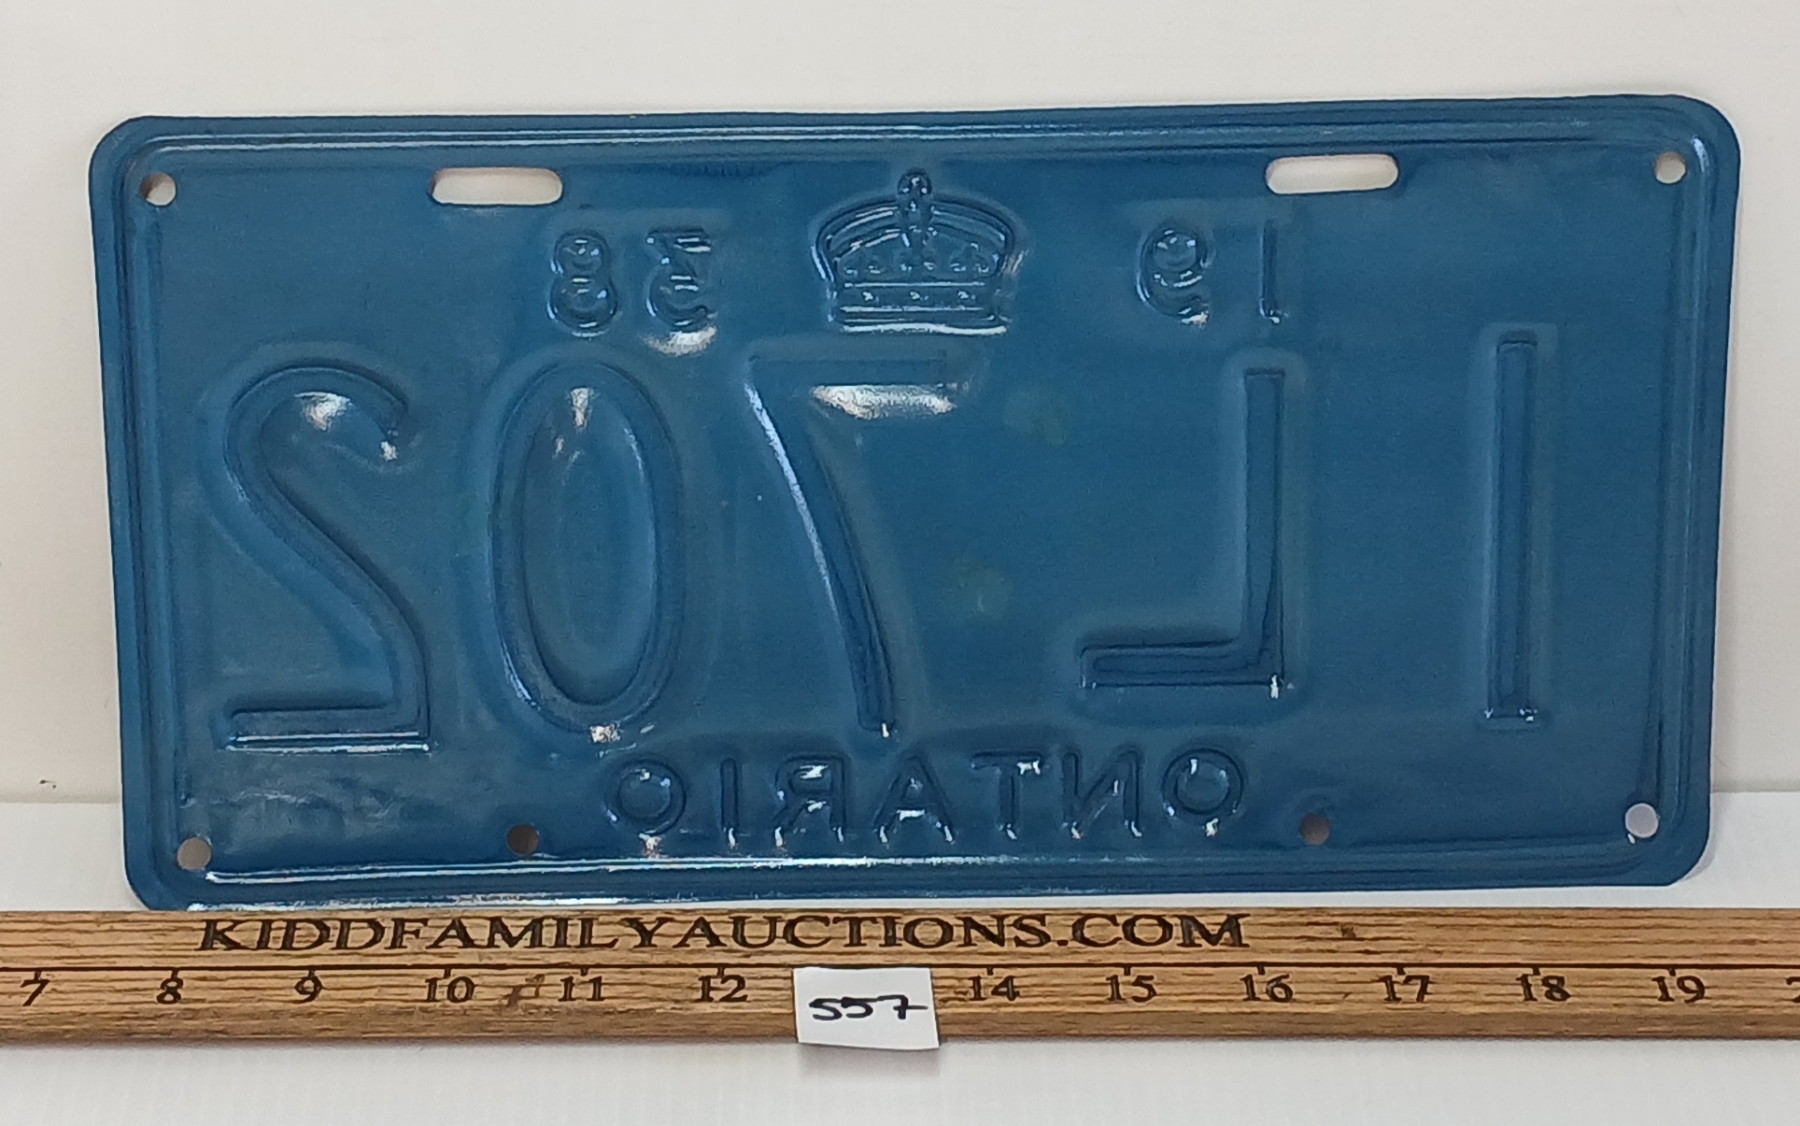 19 38
1L702
ONTARIO
KIDDFAMILYAUCTIONS.COM
7 8 9 10 11 12 14 15 16 17 18 19
557